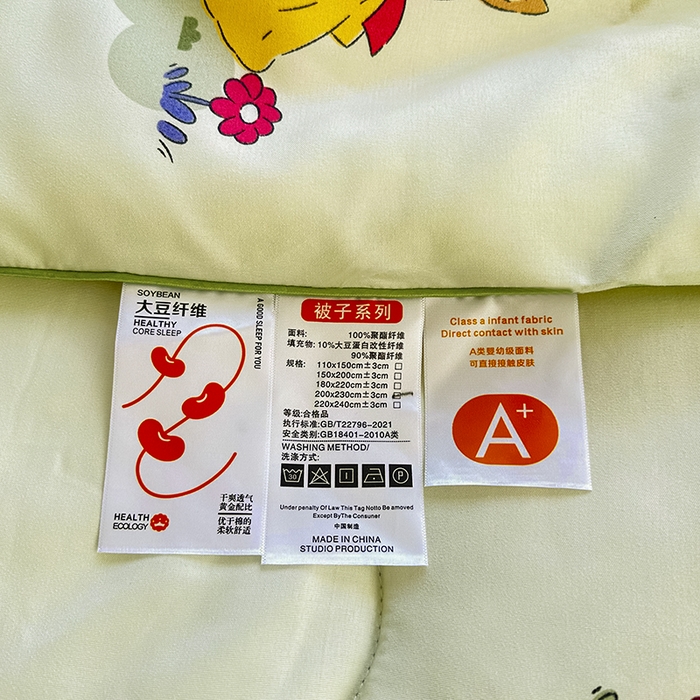 SOYBEAN
大豆纤维
HEALTHY
CORE SLEEP
A GOOD SLEEP FOR YOU
干爽透气
黄金配比
优于棉的
柔软舒适
HEALTH
ECOLOGY
被子系列
面料: 100%聚酯纤维
填充物: 10%大豆蛋白改性纤维
90%聚酯纤维
规格: 110x150cm±3cm
150x200cm±3cm
180x220cm±3cm
200x230cm±3cm
220x240cm±3cm
等级:合格品
执行标准:GB/T22796-2021
安全类别:GB18401-2010A类
WASHING METHOD/
洗涤方式:
30
P
Under penalty Of Law This Tag Notto Be amoved
Except ByThe Consuner
中国制造
MADE IN CHINA
STUDIO PRODUCTION
Class a infant fabric
Direct contact with skin
A类婴幼级面料
可直接接触皮肤
A+